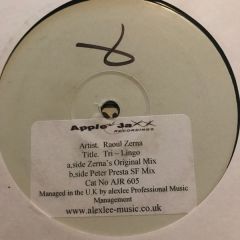 Apple Jaxx
RECORDINGS
Artist. Raoul Zerna
Title. Tri - Lingo
a,side Zerna's Original Mix
b,side Peter Presta SF Mix
Cat No AJR 605
Managed in the U.K by alexlee Professional Music
Management
www.alexlee-music.co.uk